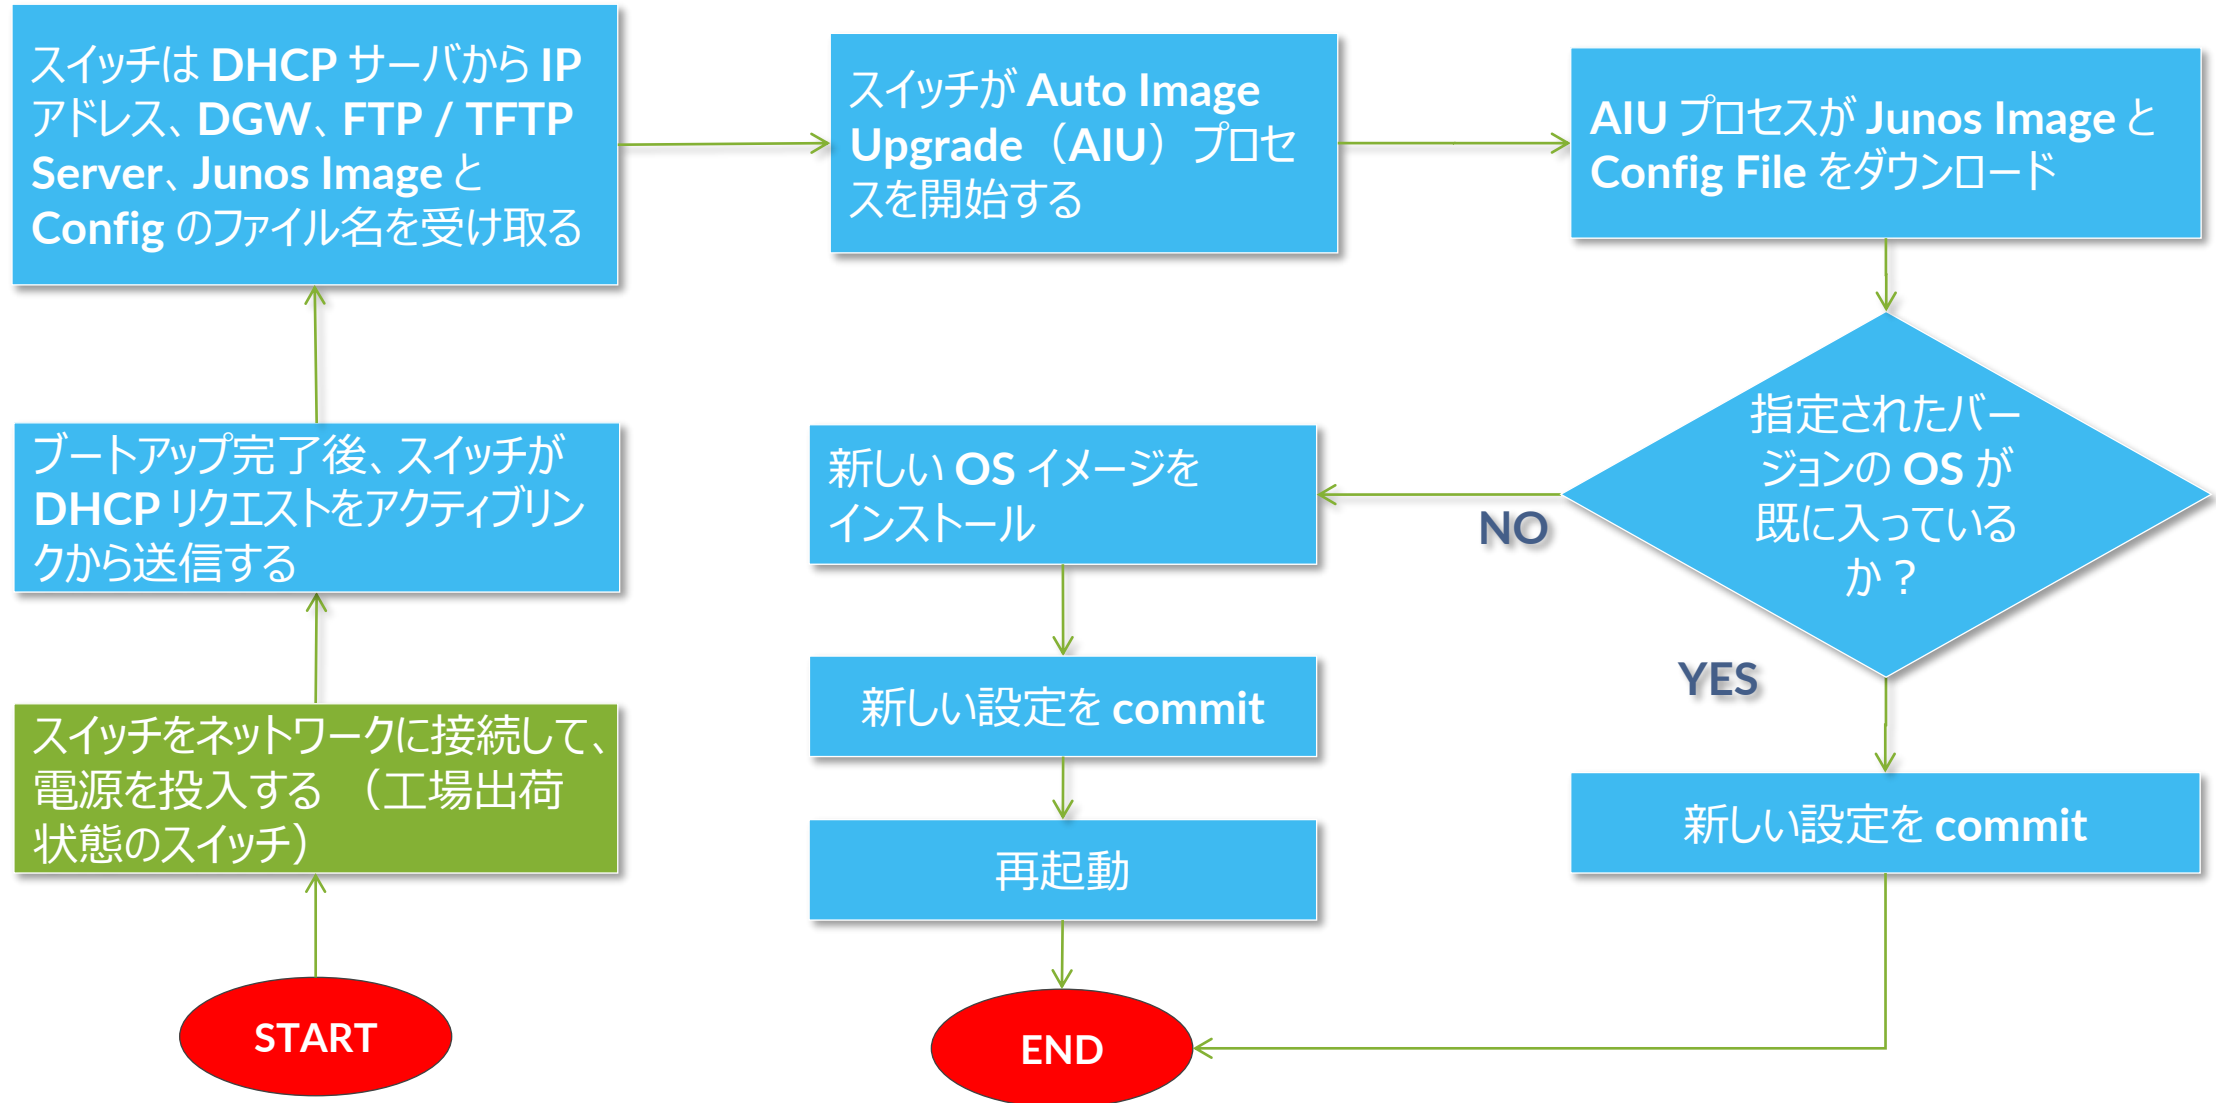 スイッチは DHCP サーバから IP
アドレス、DGW、FTP / TFTP
Server、Junos Image と
Config のファイル名を受け取る
スイッチが Auto Image
Upgrade（AIU）プロセ
スを開始する
AIU プロセスが Junos Image と
Config File をダウンロード
指定されたバー
ジョンの OS が
既に入っている
か？
ブートアップ完了後、スイッチが
DHCP リクエストをアクティブリン
クから送信する
新しい OS イメージを
インストール
NO
YES
新しい設定を commit
スイッチをネットワークに接続して、
電源を投入する （工場出荷
状態のスイッチ）
新しい設定を commit
再起動
START
END